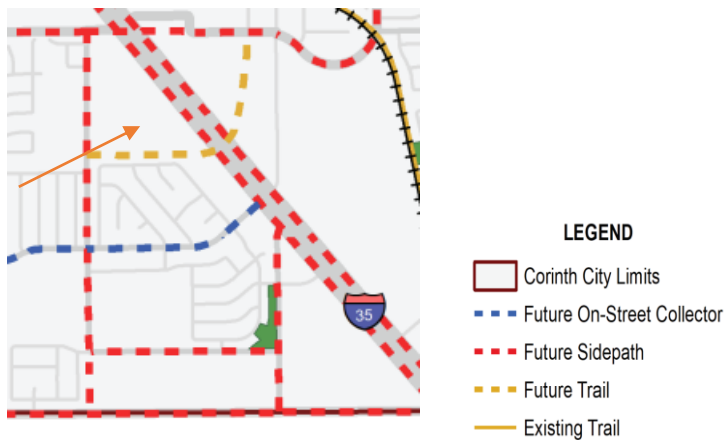 35
LEGEND
Corinth City Limits
Future On-Street Collector
Future Sidepath
Future Trail
Existing Trail